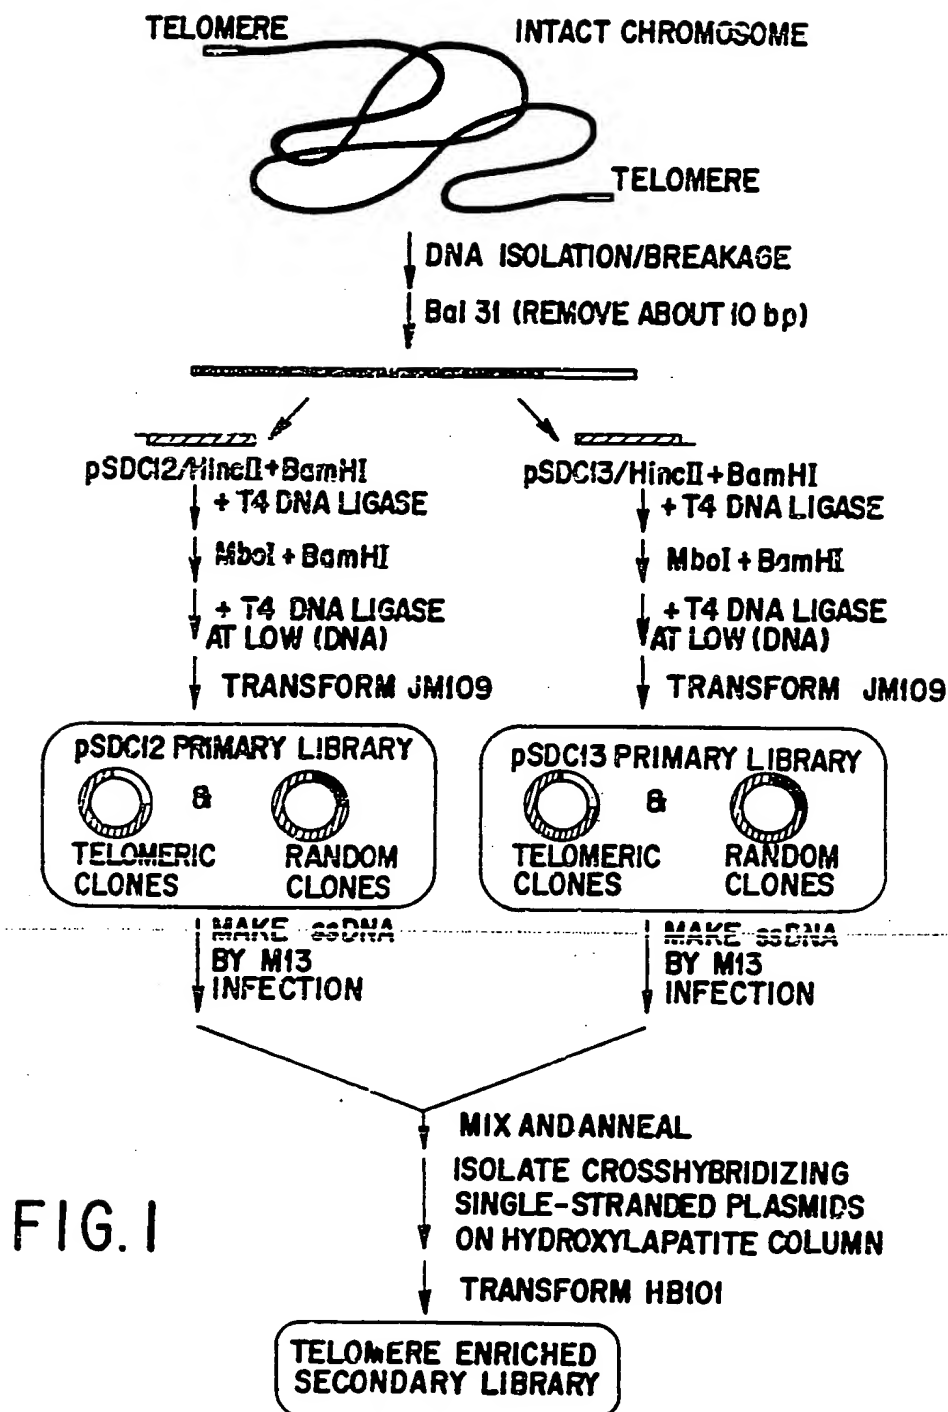 TELOMERE
INTACT CHROMOSOME
TELOMERE
DNA ISOLATION/BREAKAGE
Bal 31 (REMOVE ABOUT 10 bp)
pSDC12/HincII+BamHI
+ T4 DNA LIGASE
MboI + BamHI
+ T4 DNA LIGASE
AT LOW (DNA)
TRANSFORM JM109
pSDC12 PRIMARY LIBRARY
&
TELOMERIC
CLONES
RANDOM
CLONES
MAKE ssDNA
BY M13
INFECTION
pSDC13/HincII+BamHI
+ T4 DNA LIGASE
MboI + BamHI
+ T4 DNA LIGASE
AT LOW (DNA)
TRANSFORM JM109
pSDC13 PRIMARY LIBRARY
&
TELOMERIC
CLONES
RANDOM
CLONES
MAKE ssDNA
BY M13
INFECTION
MIX AND ANNEAL
ISOLATE CROSSHYBRIDIZING
SINGLE-STRANDED PLASMIDS
ON HYDROXYLAPATITE COLUMN
TRANSFORM HB101
TELOMERE ENRICHED
SECONDARY LIBRARY
FIG. 1